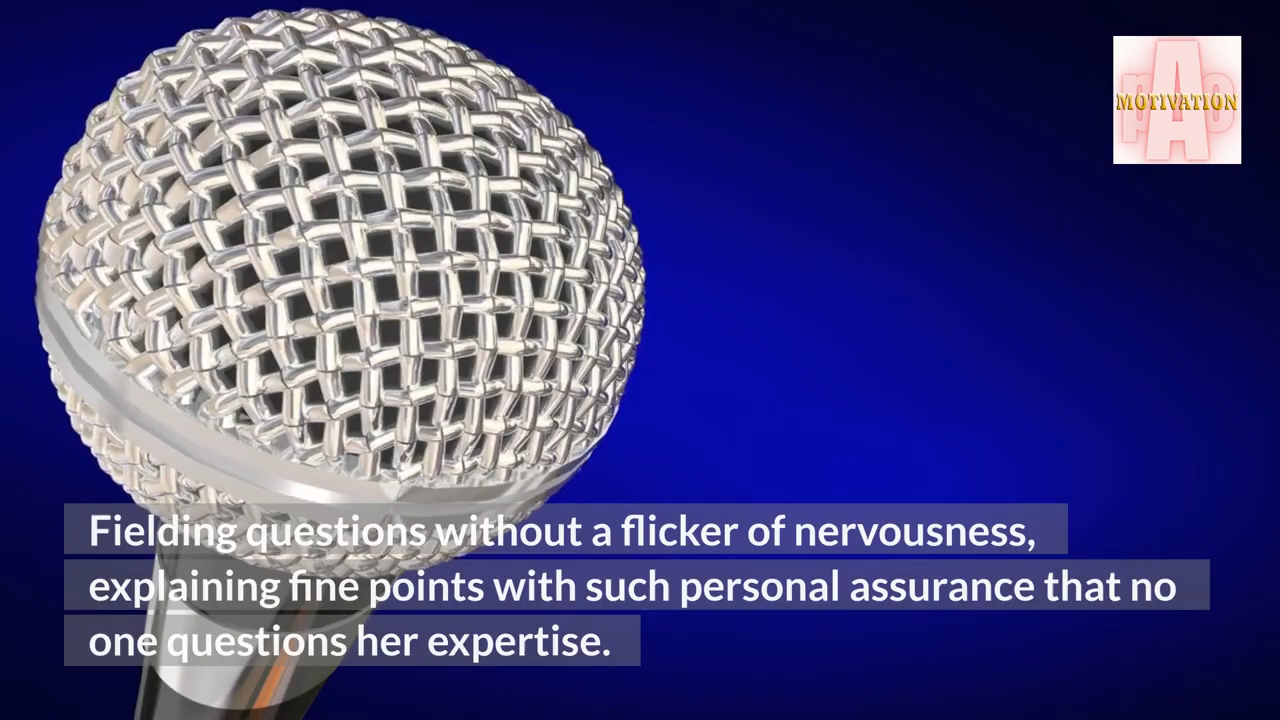 MOTIVATION
Fielding questions without a flicker of nervousness,
explaining fine points with such personal assurance that no
one questions her expertise.